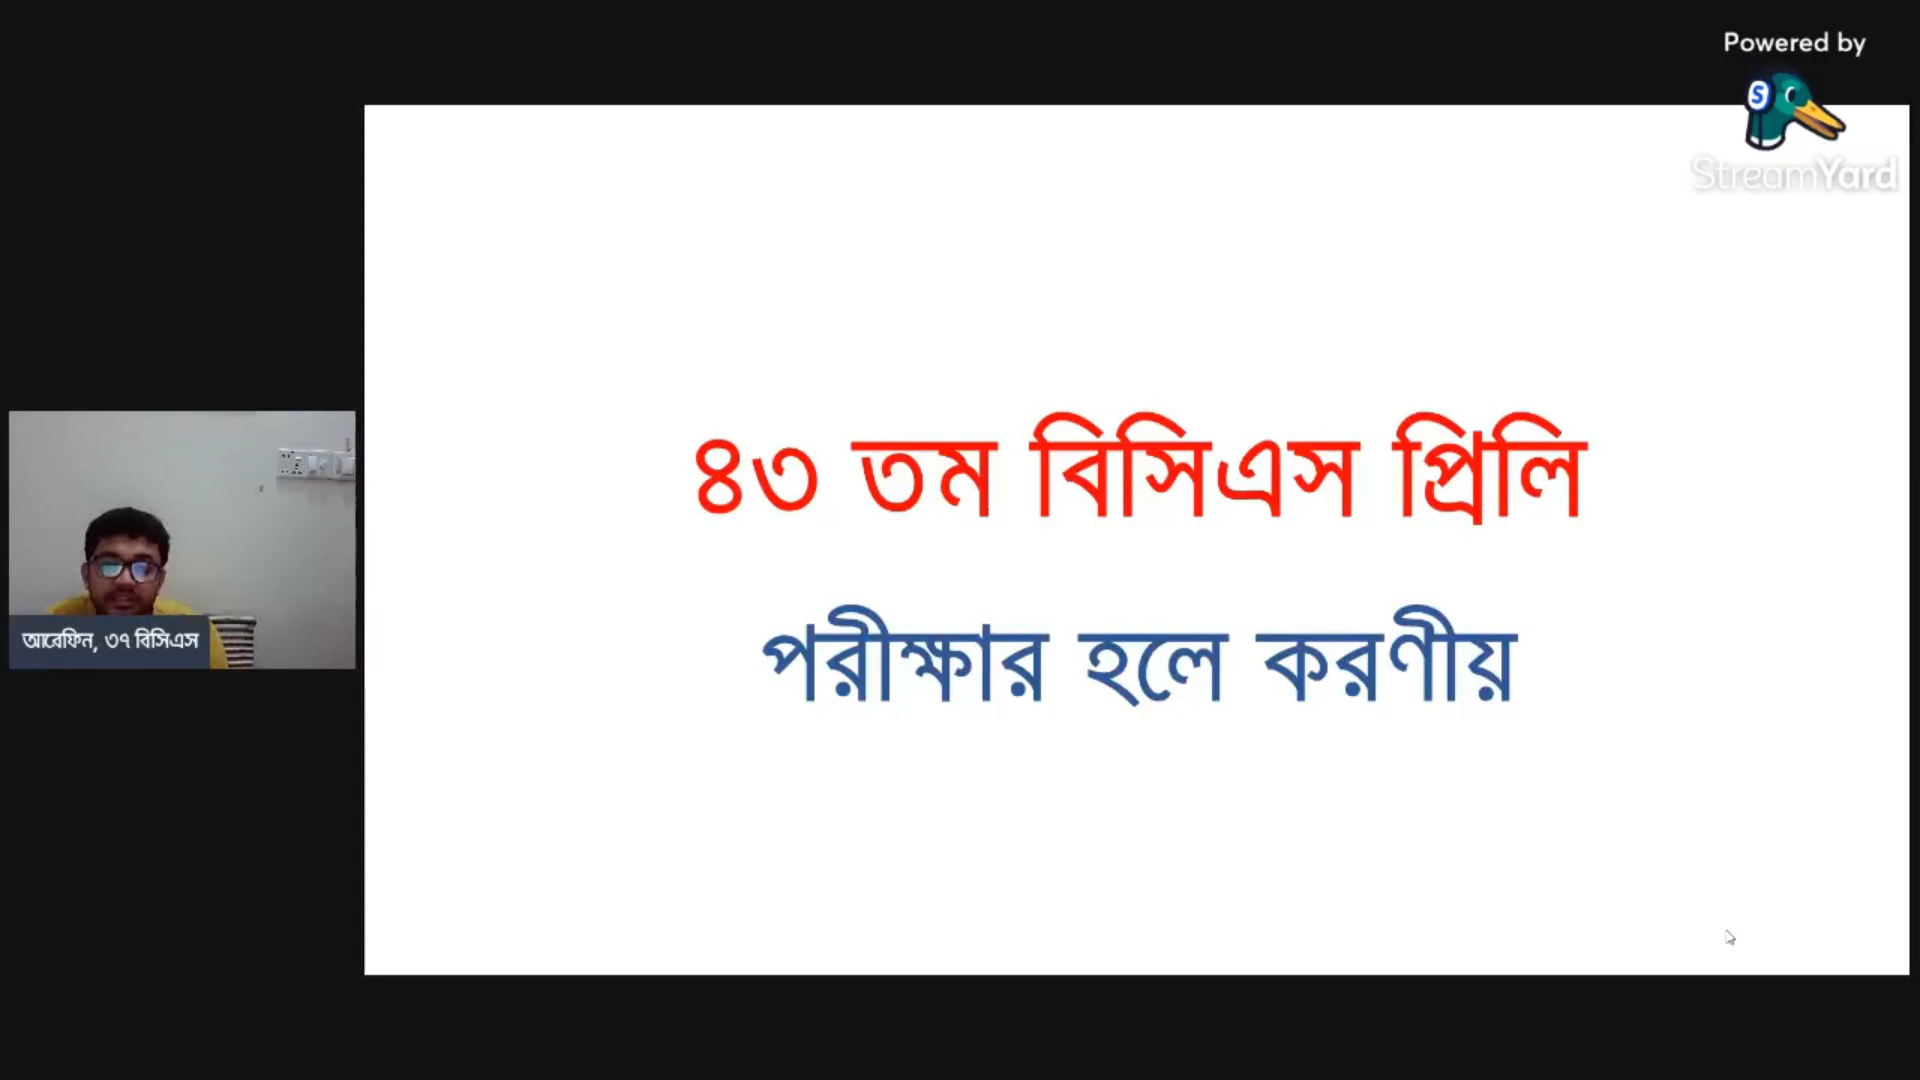 Powered by
StreamYard
৪৩ তম বিসিএস প্রিলি
পরীক্ষার হলে করণীয়
আরেফিন, ৩৭ বিসিএস